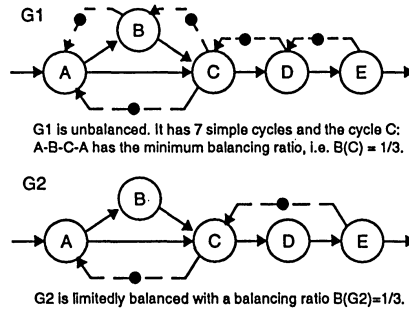 G1
B
A
C
D
E
G1 is unbalanced. It has 7 simple cycles and the cycle C:
A-B-C-A has the minimum balancing ratio, i.e. B(C) = 1/3.
G2
B
A
C
D
E
G2 is limitedly balanced with a balancing ratio B(G2)=1/3.